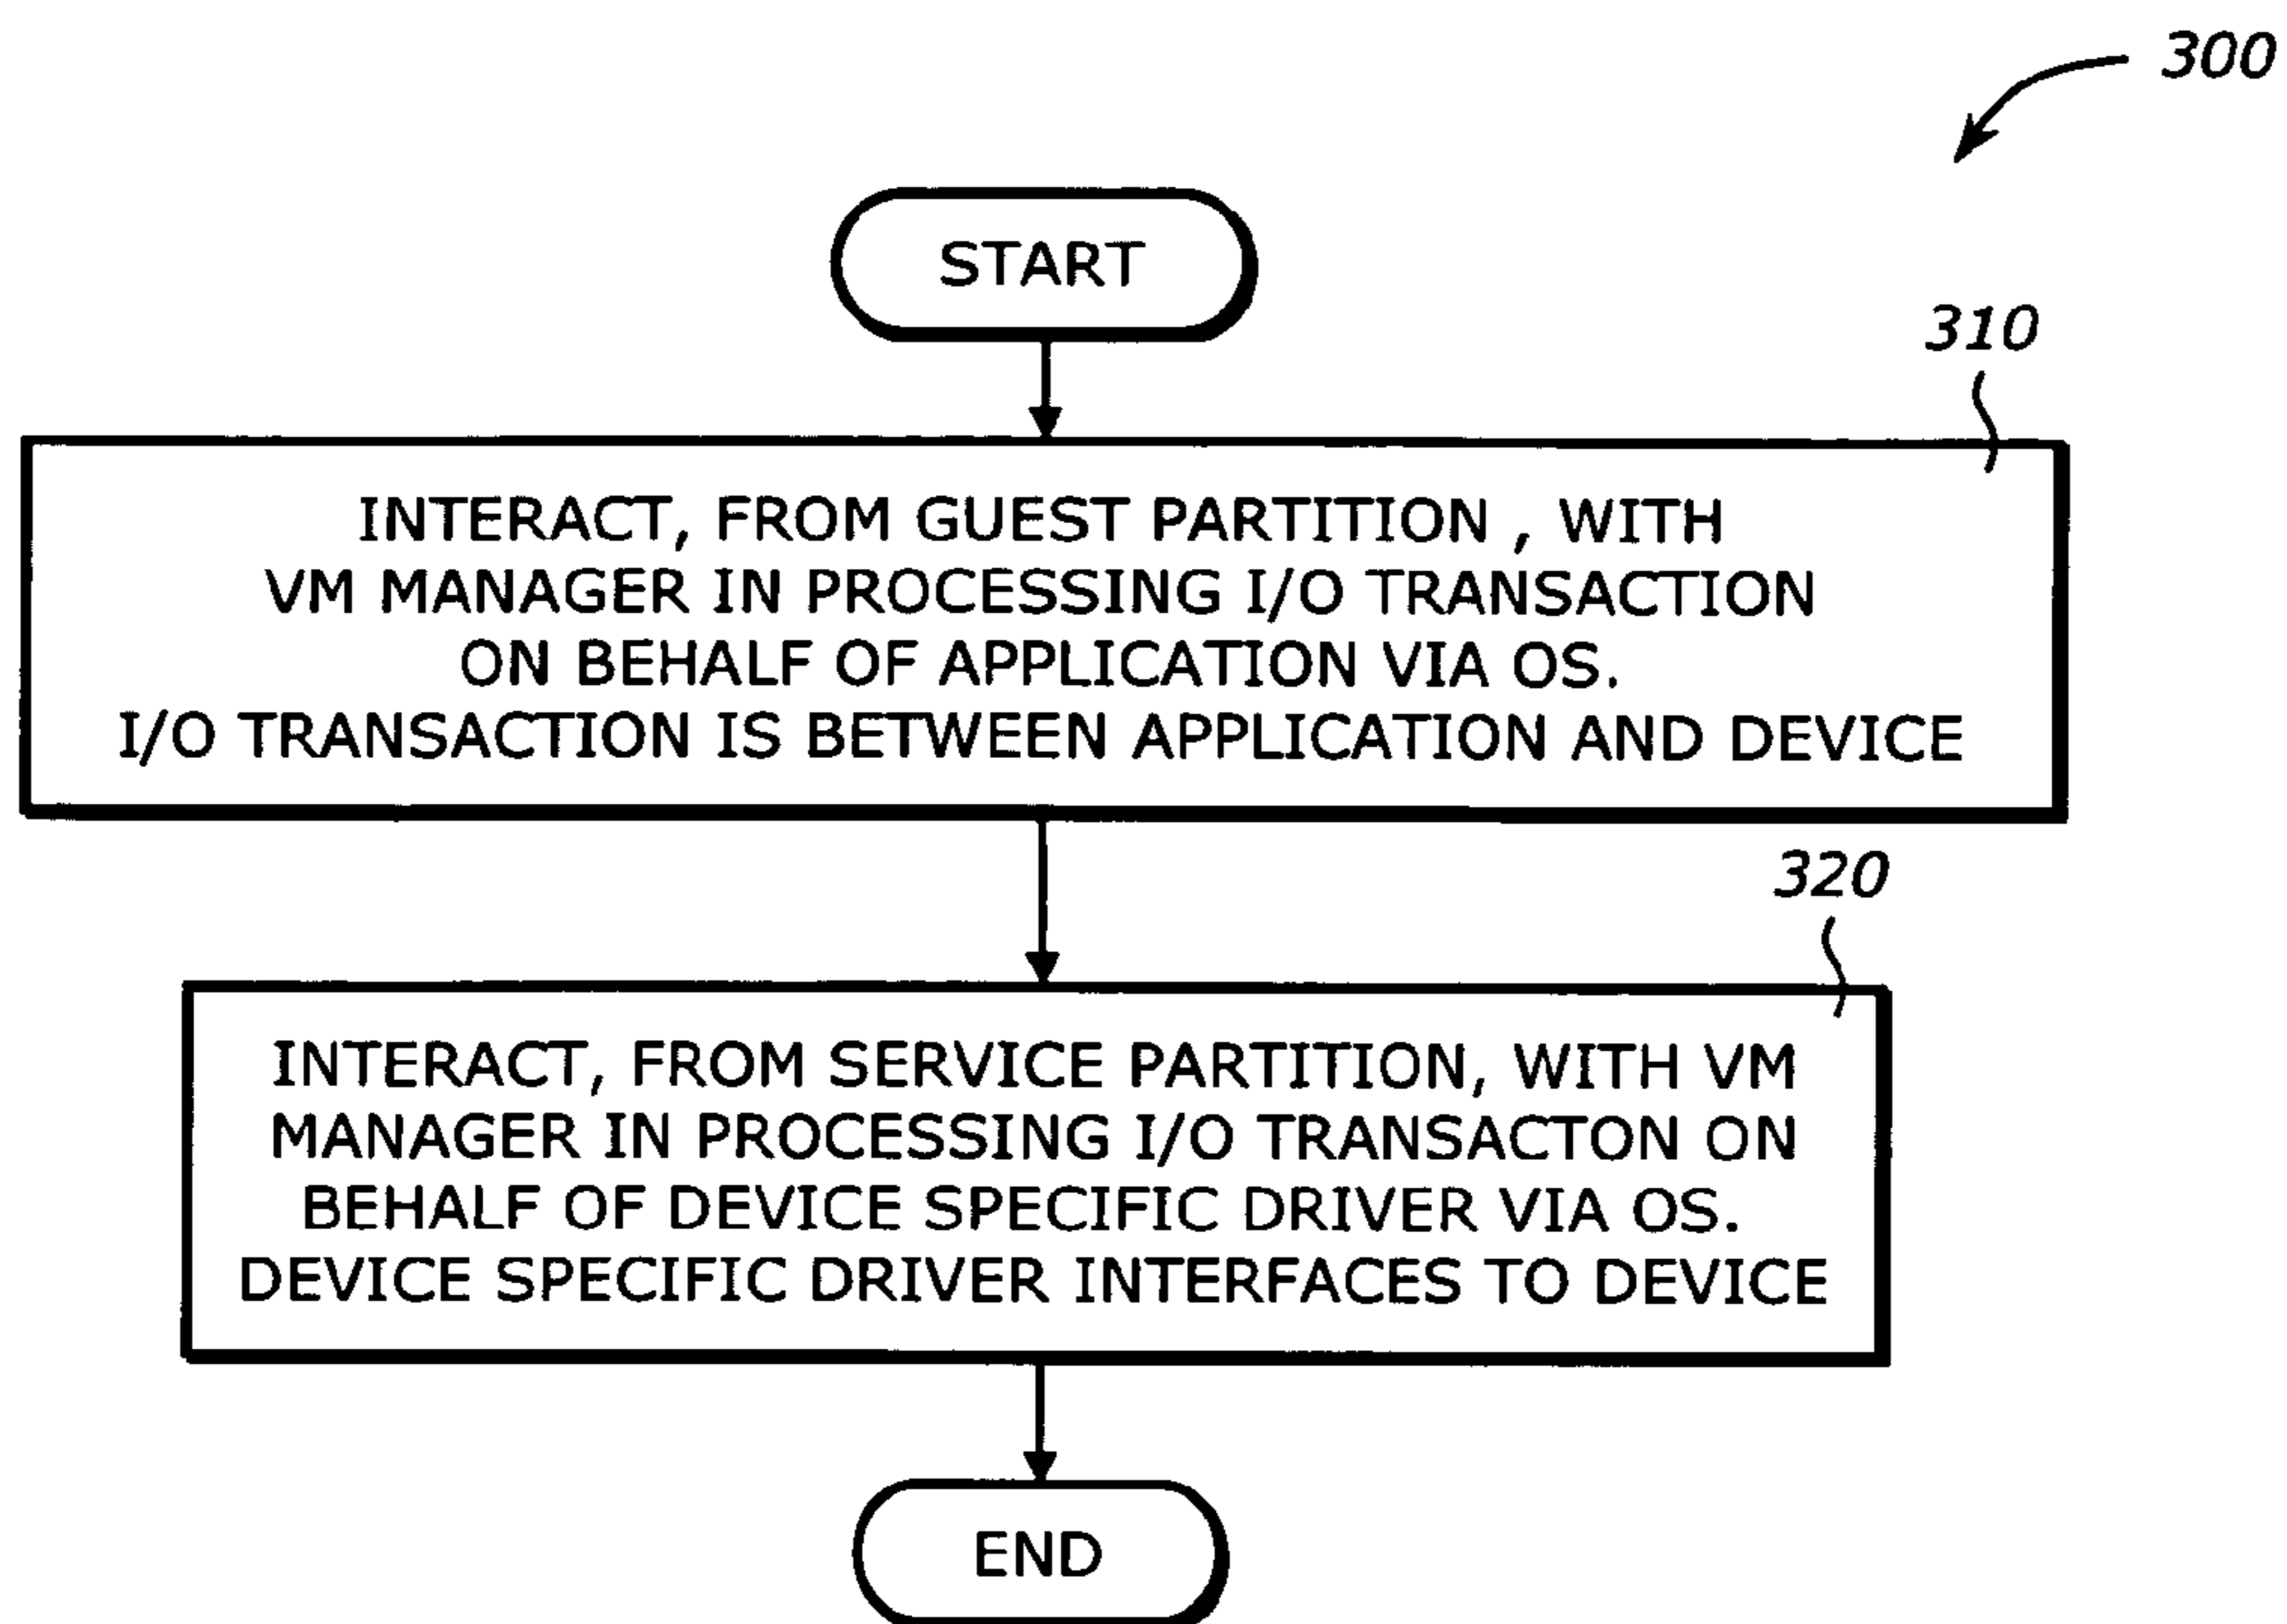 300
START
310
INTERACT, FROM GUEST PARTITION , WITH
VM MANAGER IN PROCESSING I/O TRANSACTION
ON BEHALF OF APPLICATION VIA OS.
I/O TRANSACTION IS BETWEEN APPLICATION AND DEVICE
320
INTERACT, FROM SERVICE PARTITION, WITH VM
MANAGER IN PROCESSING I/O TRANSACTON ON
BEHALF OF DEVICE SPECIFIC DRIVER VIA OS.
DEVICE SPECIFIC DRIVER INTERFACES TO DEVICE
END